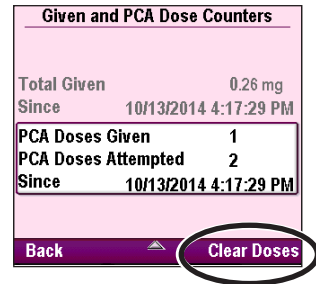 Given and PCA Dose Counters
Total Given 0.26 mg
Since 10/13/2014 4:17:29 PM
PCA Doses Given 1
PCA Doses Attempted 2
Since 10/13/2014 4:17:29 PM
Back Clear Doses